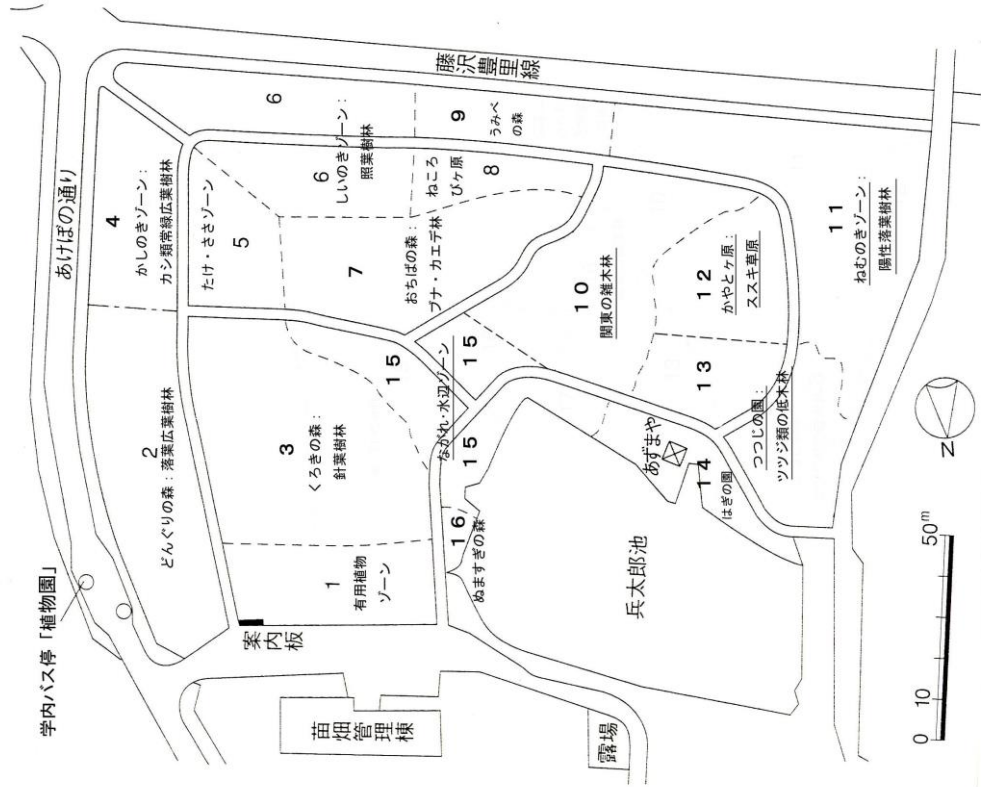 学内バス停「植物園」
あけぼの通り
藤沢豊里線
4
かしのきゾーン：
カシ類常緑広葉樹林
2
どんぐりの森：落葉広葉樹林
たけ・ささゾーン
5
6
6
しいのきゾーン：
照葉樹林
9
うみべ
の森
ねころ
びヶ原
8
7
おちばの森：
ブナ・カエデ林
3
くろきの森：
針葉樹林
1
有用植物
ゾーン
案内板
苗畑管理棟
15
15
ながれ・水辺ゾーン
15
16
ぬますぎの森
10
関東の雑木林
12
かやとヶ原：
ススキ草原
11
ねむのきゾーン：
陽性落葉樹林
13
つつじの園：
ツツジ類の低木林
あずまや
14
はぎの園
兵太郎池
露場
N
0 10 50m